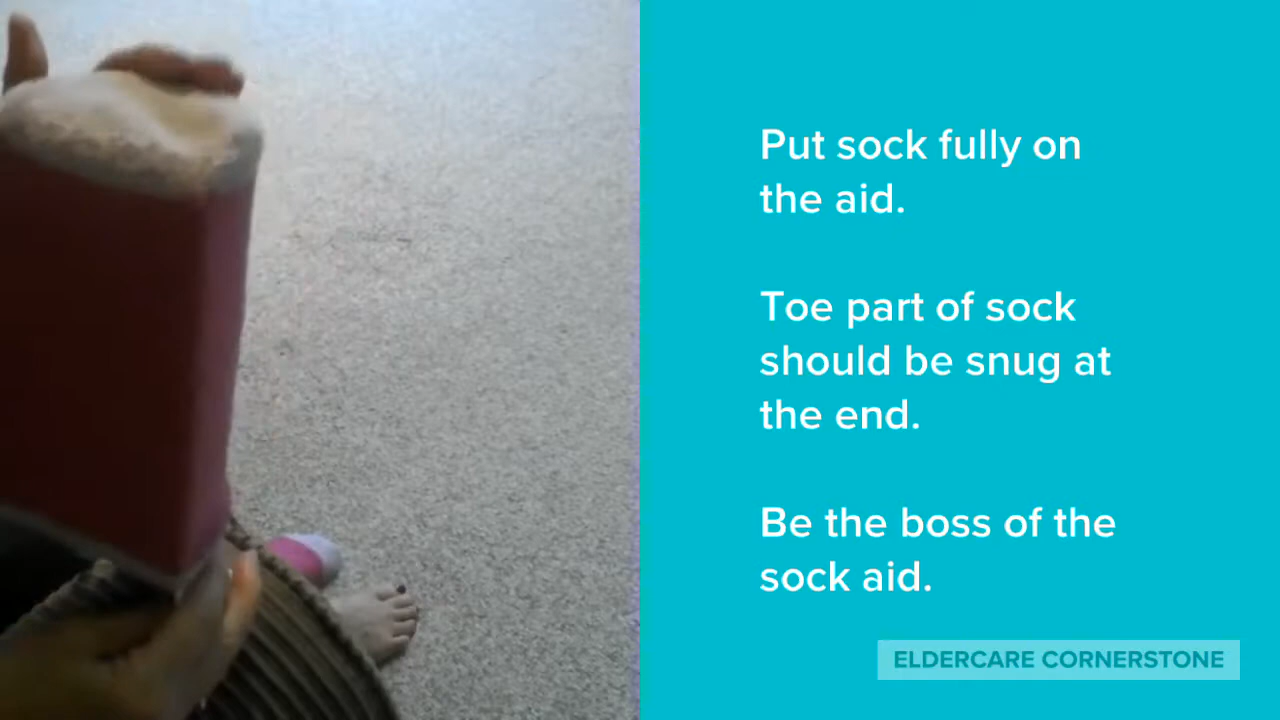 Put sock fully on
the aid.
Toe part of sock
should be snug at
the end.
Be the boss of the
sock aid.
ELDERCARE CORNERSTONE